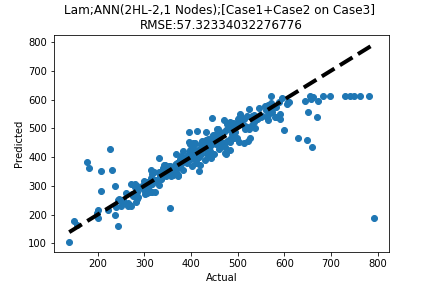 Lam;ANN(2HL-2,1 Nodes);[Case1+Case2 on Case3]
RMSE:57.32334032276776
800
700
600
500
400
300
200
100
Predicted
200 300 400 500 600 700 800
Actual